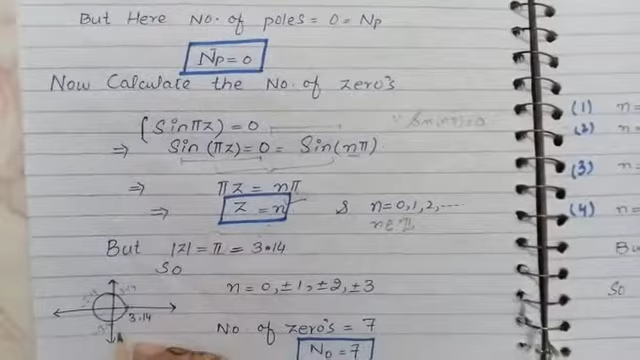 But Here No. of poles = 0 = Np
Np = 0
Now Calculate the No. of zero's
(Sin πz) = 0
⇒ Sin (πz) = 0 = Sin(nπ)
⇒ πz = nπ
⇒ z = n & n = 0, 1, 2, ....
n ∈ Z
But |z| = π = 3.14
So
n = 0, ±1, ±2, ±3
3.14
No of zero's = 7
N₀ = 7
(1) n =
(2) n =
(3) n =
(4) n =
Bu
So